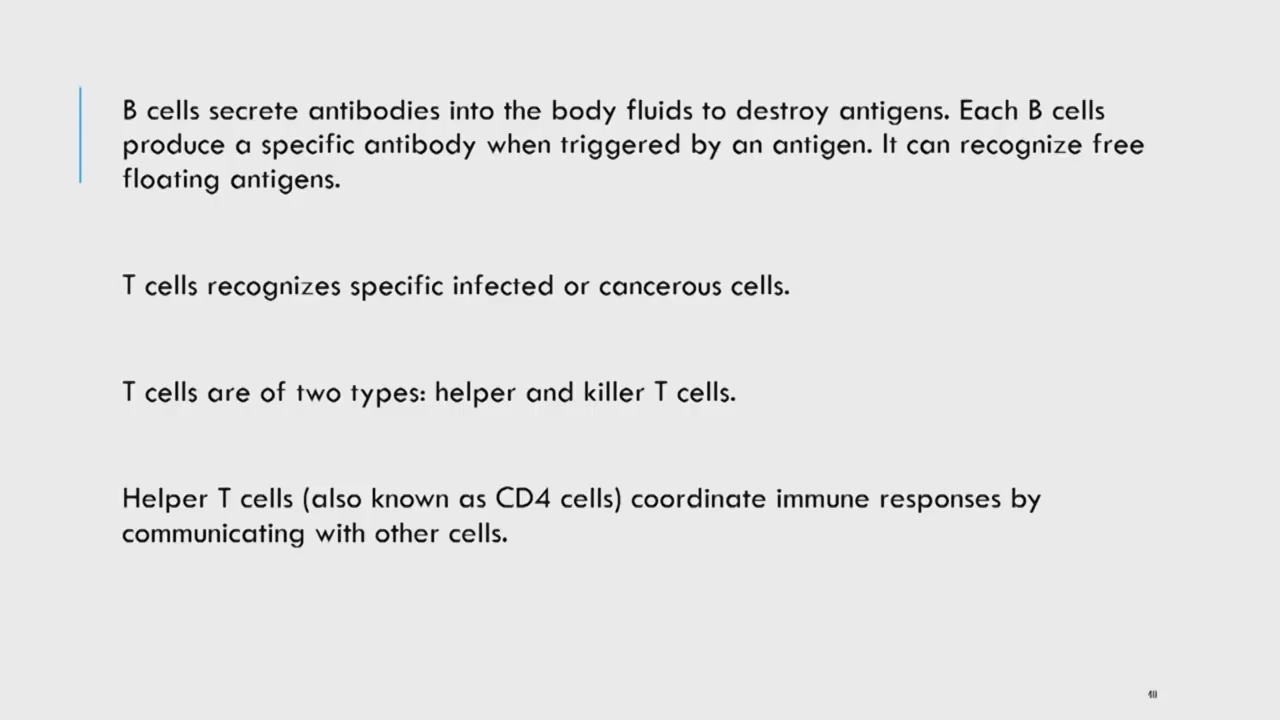 B cells secrete antibodies into the body fluids to destroy antigens. Each B cells
produce a specific antibody when triggered by an antigen. It can recognize free
floating antigens.
T cells recognizes specific infected or cancerous cells.
T cells are of two types: helper and killer T cells.
Helper T cells (also known as CD4 cells) coordinate immune responses by
communicating with other cells.